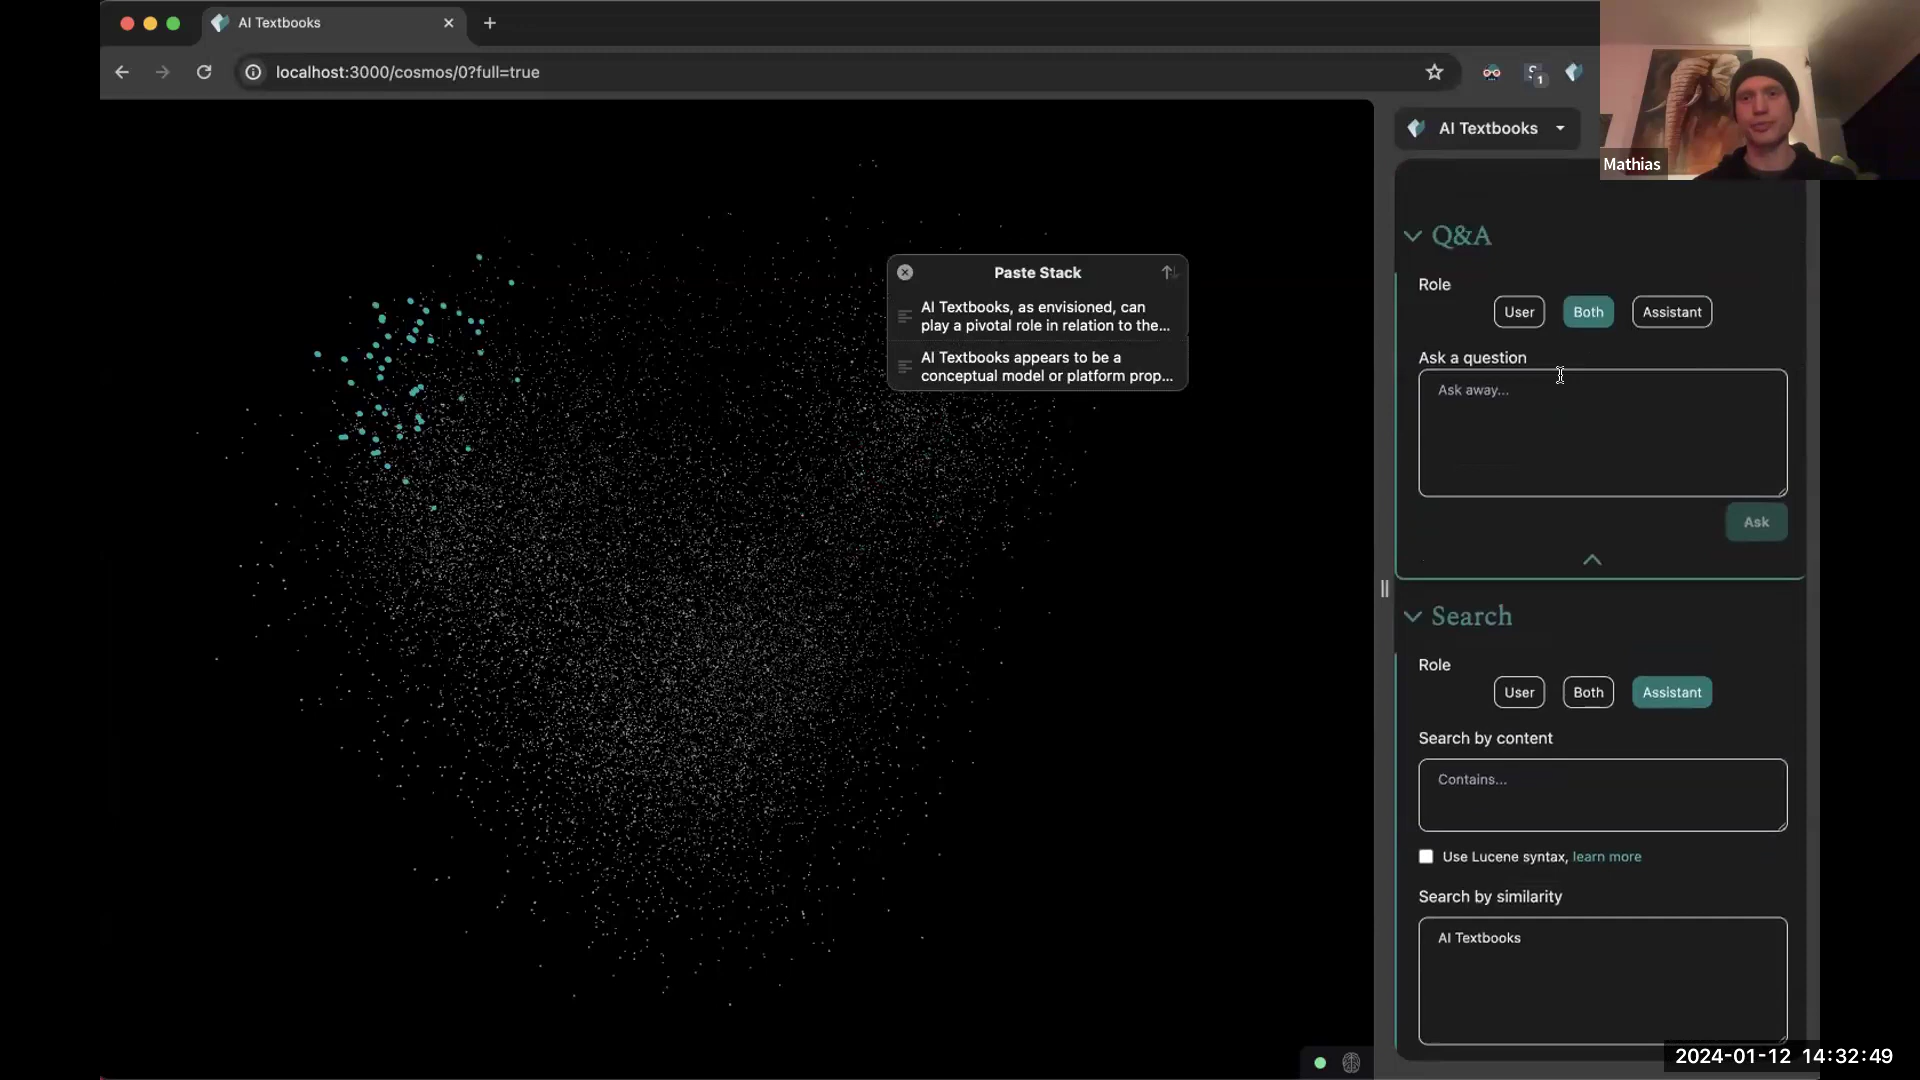 AI Textbooks
localhost:3000/cosmos/0?full=true
1
AI Textbooks
Mathias
Paste Stack
AI Textbooks, as envisioned, can
play a pivotal role in relation to the...
AI Textbooks appears to be a
conceptual model or platform prop...
Q&A
Role
User
Both
Assistant
Ask a question
Ask away...
Ask
Search
Role
User
Both
Assistant
Search by content
Contains...
Use Lucene syntax, learn more
Search by similarity
AI Textbooks
2024-01-12 14:32:49